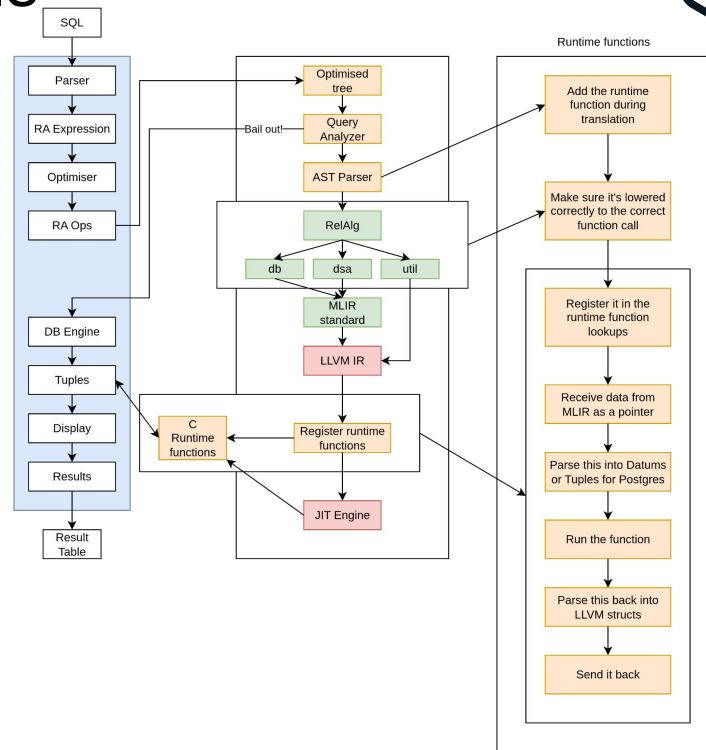 SQL
Parser
RA Expression
Optimiser
RA Ops
DB Engine
Tuples
Display
Results
Result
Table
Optimised
tree
Query
Analyzer
Bail out!
AST Parser
RelAlg
db
dsa
util
MLIR
standard
LLVM IR
C
Runtime
functions
Register runtime
functions
JIT Engine
Runtime functions
Add the runtime
function during
translation
Make sure it's lowered
correctly to the correct
function call
Register it in the
runtime function
lookups
Receive data from
MLIR as a pointer
Parse this into Datums
or Tuples for Postgres
Run the function
Parse this back into
LLVM structs
Send it back